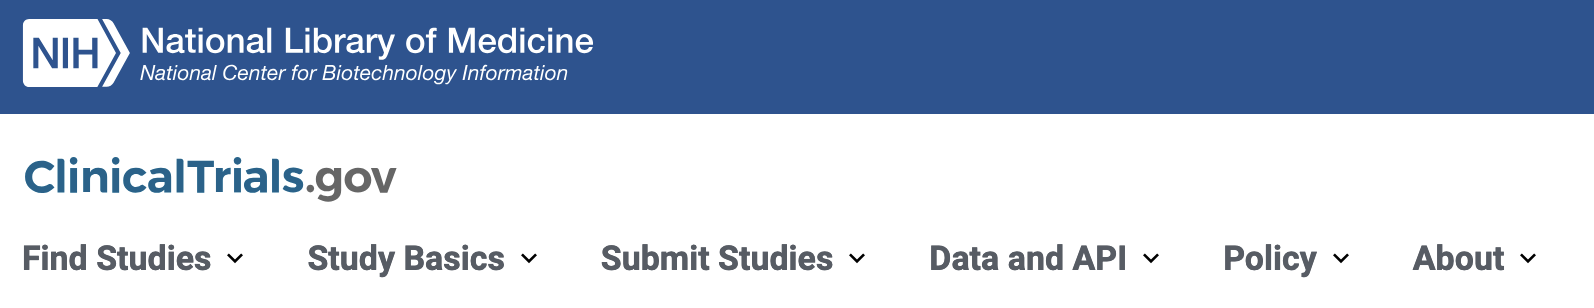 NIH National Library of Medicine
National Center for Biotechnology Information
ClinicalTrials.gov
Find Studies Study Basics Submit Studies Data and API Policy About